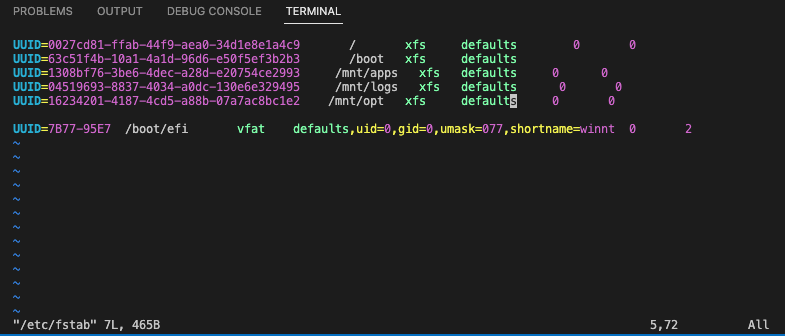 PROBLEMS OUTPUT DEBUG CONSOLE TERMINAL
UUID=0027cd81-ffab-44f9-aea0-34d1e8e1a4c9 / xfs defaults 0 0
UUID=63c51f4b-10a1-4a1d-96d6-e50f5ef3b2b3 /boot xfs defaults
UUID=1308bf76-3be6-4dec-a28d-e20754ce2993 /mnt/apps xfs defaults 0 0
UUID=04519693-8837-4034-a0dc-130e6e329495 /mnt/logs xfs defaults 0 0
UUID=16234201-4187-4cd5-a88b-07a7ac8bc1e2 /mnt/opt xfs defaults 0 0
UUID=7B77-95E7 /boot/efi vfat defaults,uid=0,gid=0,umask=077,shortname=winnt 0 2
~
~
~
~
~
~
~
~
~
~
~
~
~
"/etc/fstab" 7L, 465B 5,72 All